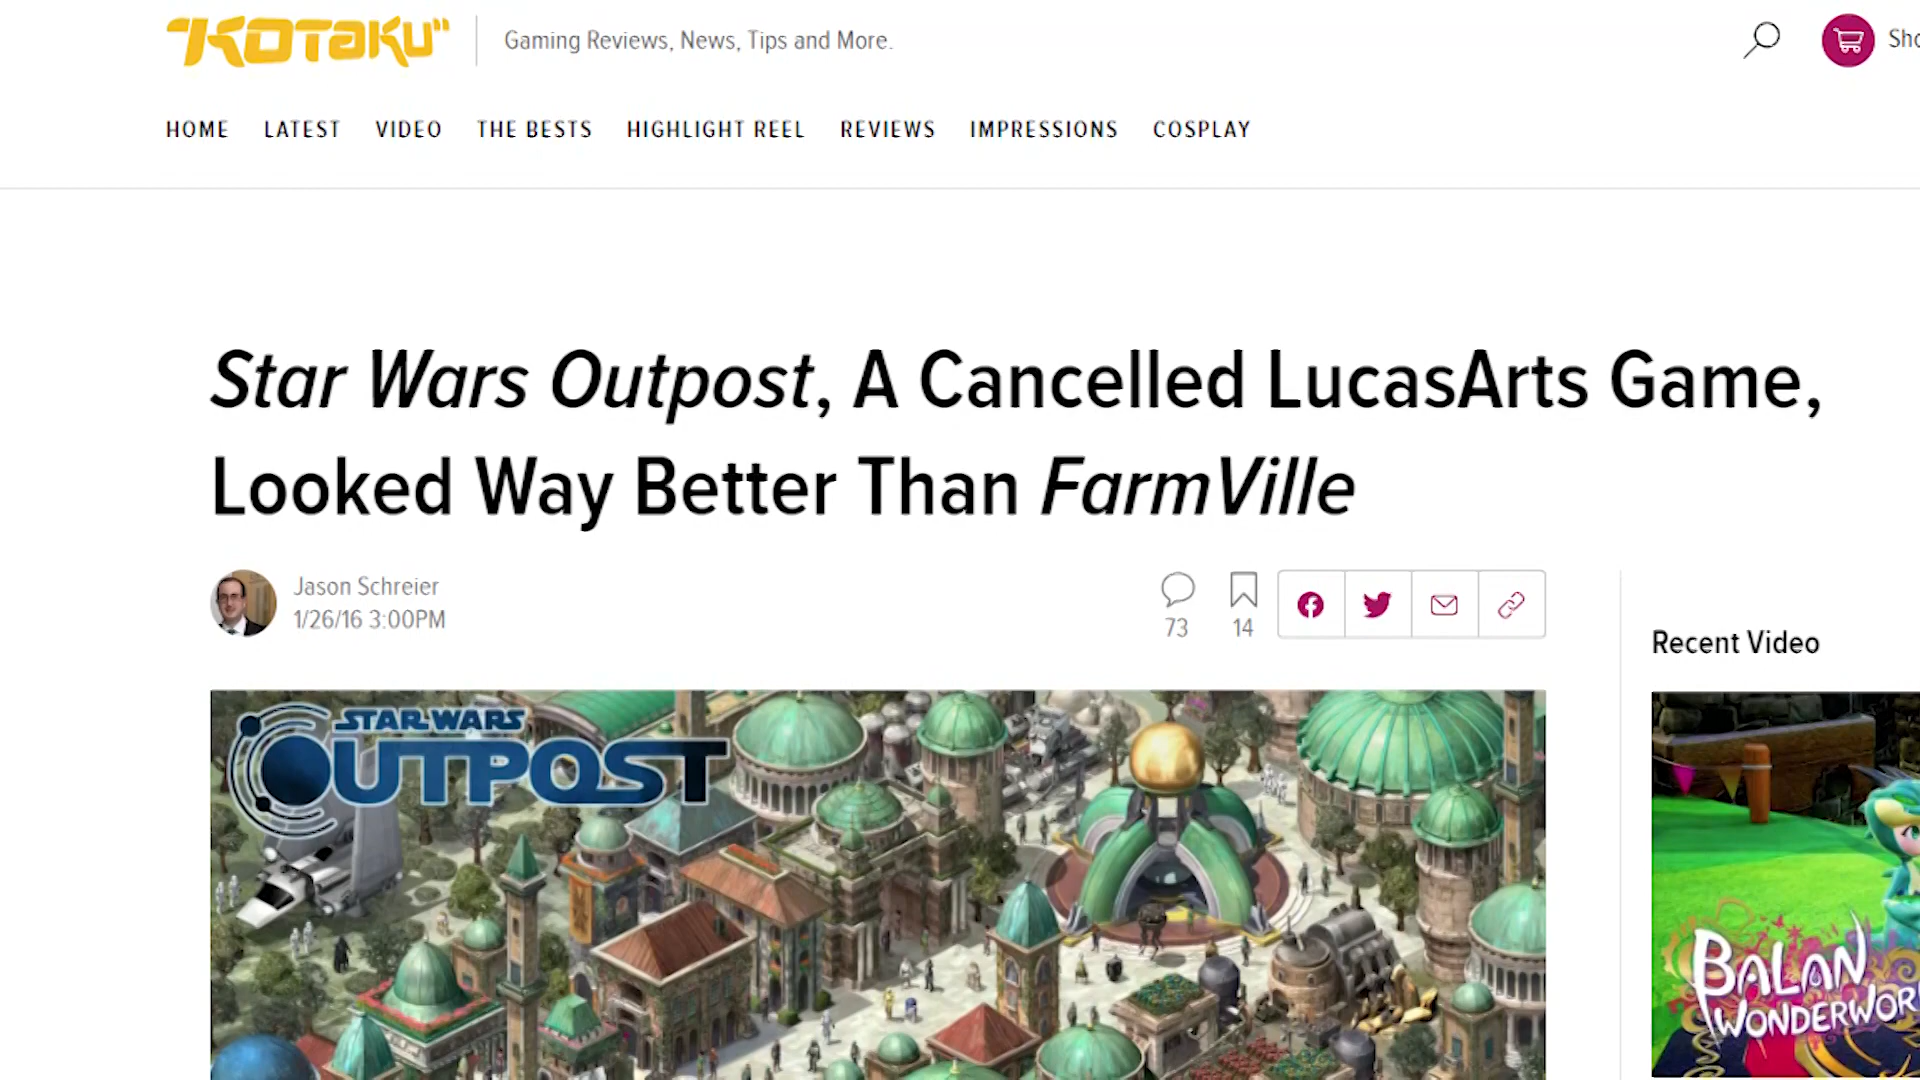 KOTAKU
Gaming Reviews, News, Tips and More.
HOME LATEST VIDEO THE BESTS HIGHLIGHT REEL REVIEWS IMPRESSIONS COSPLAY
Star Wars Outpost, A Cancelled LucasArts Game,
Looked Way Better Than FarmVille
Jason Schreier
1/26/16 3:00PM
73
14
Recent Video
STAR WARS
OUTPOST
BALAN